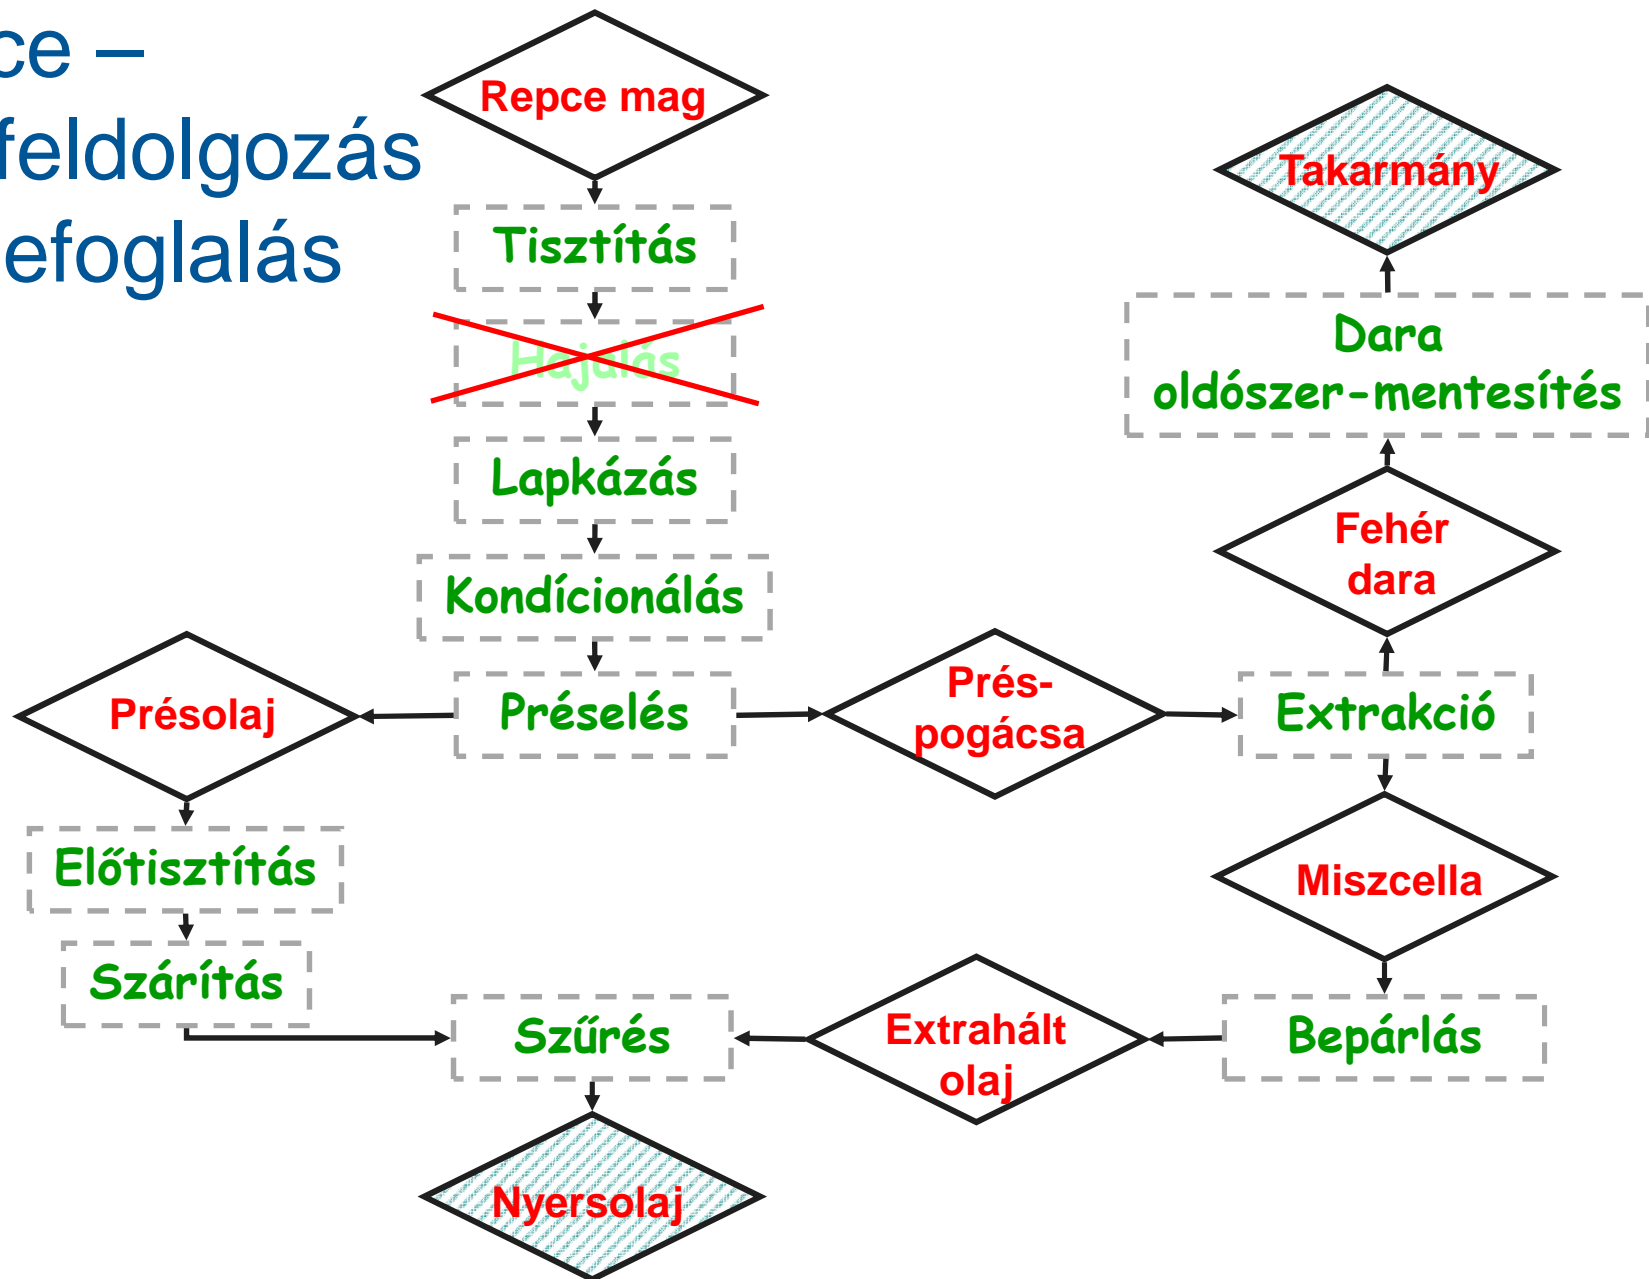 ce –
feldolgozás
efoglalás
Repce mag
Tisztítás
Hajalás
Lapkázás
Kondícionálás
Préselés
Présolaj
Előtisztítás
Szárítás
Szűrés
Nyersolaj
Prés-
pogácsa
Extrakció
Fehér
dara
Dara
oldószer-mentesítés
Takarmány
Miszcella
Bepárlás
Extrahált
olaj